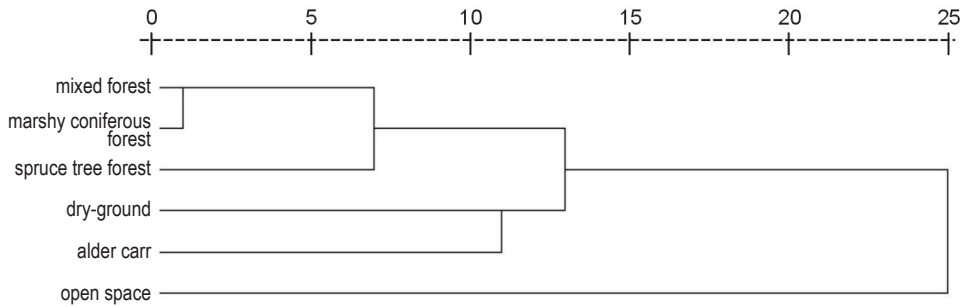 0 5 10 15 20 25
mixed forest
marshy coniferous
forest
spruce tree forest
dry-ground
alder carr
open space